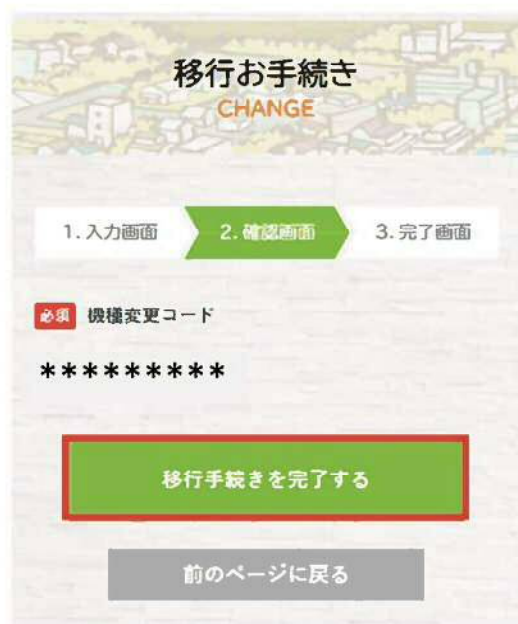 移行お手続き
CHANGE
1.入力画面
2.確認画面
3.完了画面
必須 機種変更コード
*********
移行手続きを完了する
前のページに戻る